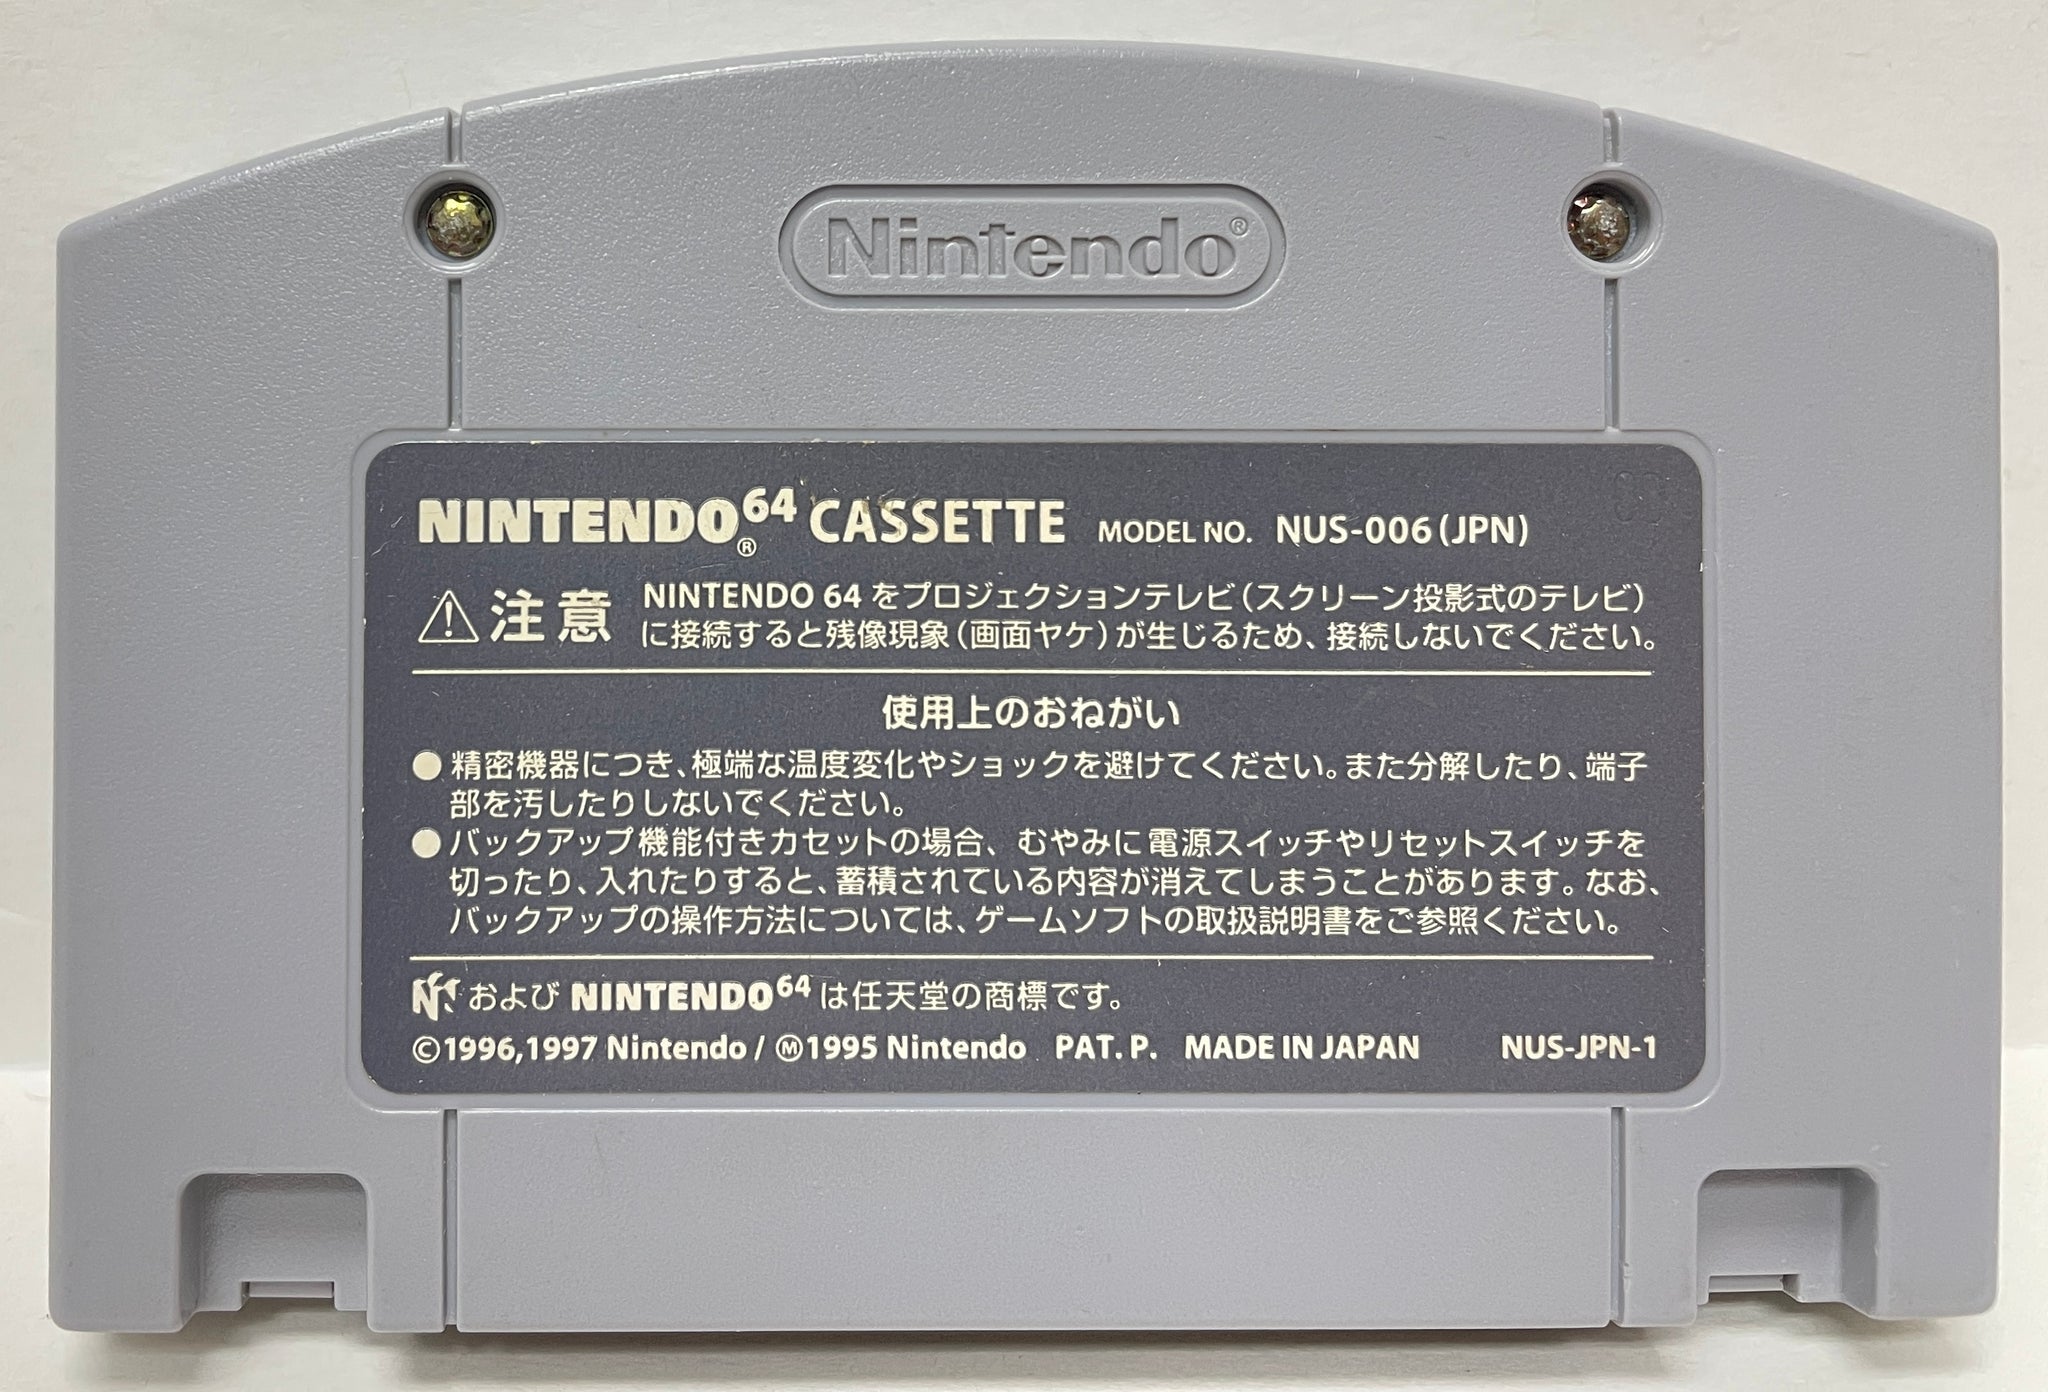 Nintendo®
NINTENDO®64 CASSETTE MODEL NO. NUS-006(JPN)
注意 NINTENDO 64 をプロジェクションテレビ(スクリーン投影式のテレビ)
に接続すると残像現象(画面ヤケ)が生じるため、接続しないでください。
使用上のおねがい
●精密機器につき、極端な温度変化やショックを避けてください。また分解したり、端子
部を汚したりしないでください。
●バックアップ機能付きカセットの場合、むやみに電源スイッチやリセットスイッチを
切ったり、入れたりすると、蓄積されている内容が消えてしまうことがあります。なお、
バックアップの操作方法については、ゲームソフトの取扱説明書をご参照ください。
N および NINTENDO64 は任天堂の商標です。
©1996,1997 Nintendo / Ⓜ1995 Nintendo PAT. P. MADE IN JAPAN NUS-JPN-1